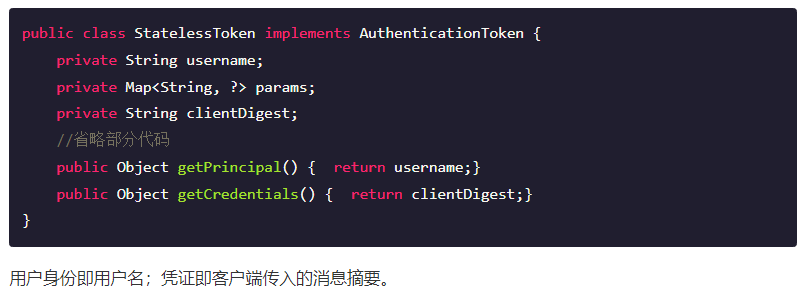 public class StatelessToken implements AuthenticationToken {
    private String username;
    private Map<String, ?> params;
    private String clientDigest;
    //省略部分代码
    public Object getPrincipal() {  return username;}
    public Object getCredentials() {  return clientDigest;}
}
用户身份即用户名；凭证即客户端传入的消息摘要。